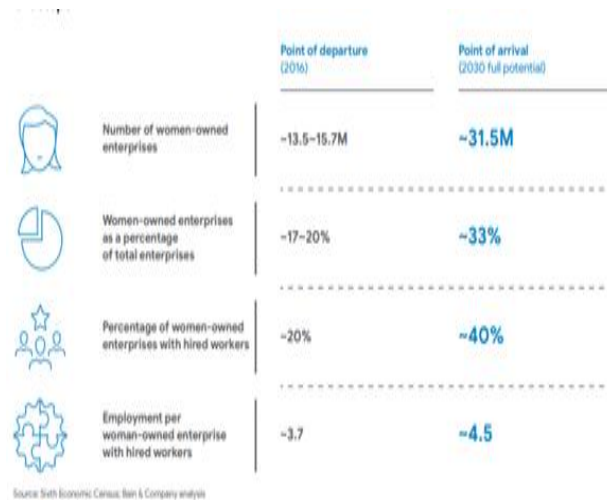 Point of departure
(2016)
Point of arrival
(2030 full potential)
Number of women-owned
enterprises
~13.5–15.7M
~31.5M
Women-owned enterprises
as a percentage
of total enterprises
~17–20%
~33%
Percentage of women-owned
enterprises with hired workers
~20%
~40%
Employment per
woman-owned enterprise
with hired workers
~3.7
~4.5
Source: Sixth Economic Census; Bain & Company analysis